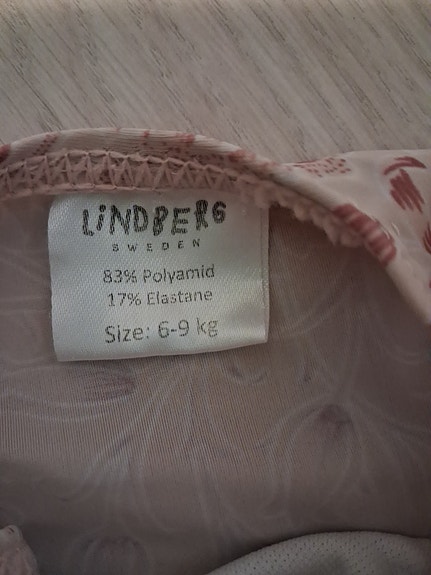 LiNDBERG
SWEDEN
83% Polyamid
17% Elastane
Size: 6-9 kg